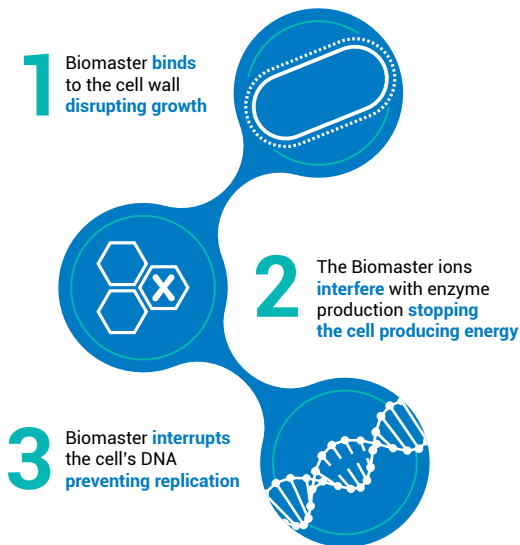 1
Biomaster binds
to the cell wall
disrupting growth
X
2
The Biomaster ions
interfere with enzyme
production stopping
the cell producing energy
3
Biomaster interrupts
the cell's DNA
preventing replication